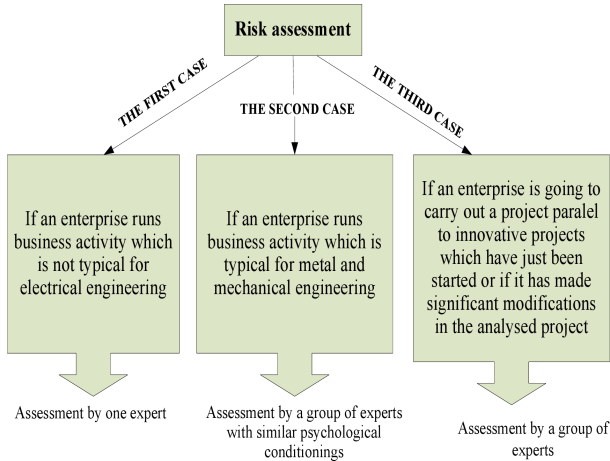 Risk assessment
THE FIRST CASE
THE SECOND CASE
THE THIRD CASE
If an enterprise runs
business activity which
is not typical for
electrical engineering
If an enterprise runs
business activity which is
typical for metal and
mechanical engineering
If an enterprise is going to
carry out a project paralel
to innovative projects
which have just been
started or if it has made
significant modifications
in the analysed project
Assessment by one expert
Assessment by a group of experts
with similar psychological
conditionings
Assessment by a group of
experts